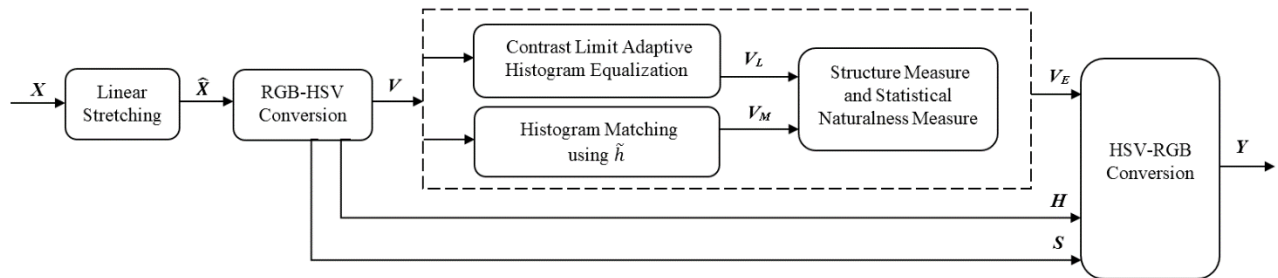 X
Linear
Stretching
X̂
RGB-HSV
Conversion
V
Contrast Limit Adaptive
Histogram Equalization
V_L
Histogram Matching
using h̃
V_M
Structure Measure
and Statistical
Naturalness Measure
V_E
H
S
HSV-RGB
Conversion
Y